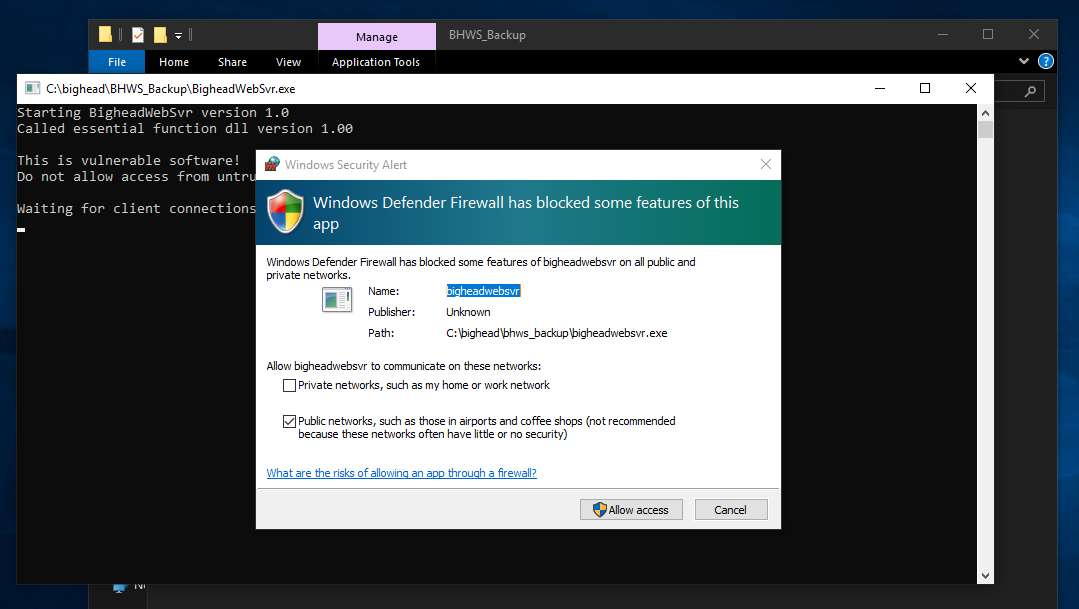 Manage
BHWS_Backup
File
Home
Share
View
Application Tools
C:\bighead\BHWS_Backup\BigheadWebSvr.exe
Starting BigheadWebSvr version 1.0
Called essential function dll version 1.00
This is vulnerable software!
Do not allow access from untru
Waiting for client connections
Windows Security Alert
Windows Defender Firewall has blocked some features of this
app
Windows Defender Firewall has blocked some features of bigheadwebsvr on all public and
private networks.
Name: bigheadwebsvr
Publisher: Unknown
Path: C:\bighead\bhws_backup\bigheadwebsvr.exe
Allow bigheadwebsvr to communicate on these networks:
Private networks, such as my home or work network
Public networks, such as those in airports and coffee shops (not recommended
because these networks often have little or no security)
What are the risks of allowing an app through a firewall?
Allow access
Cancel